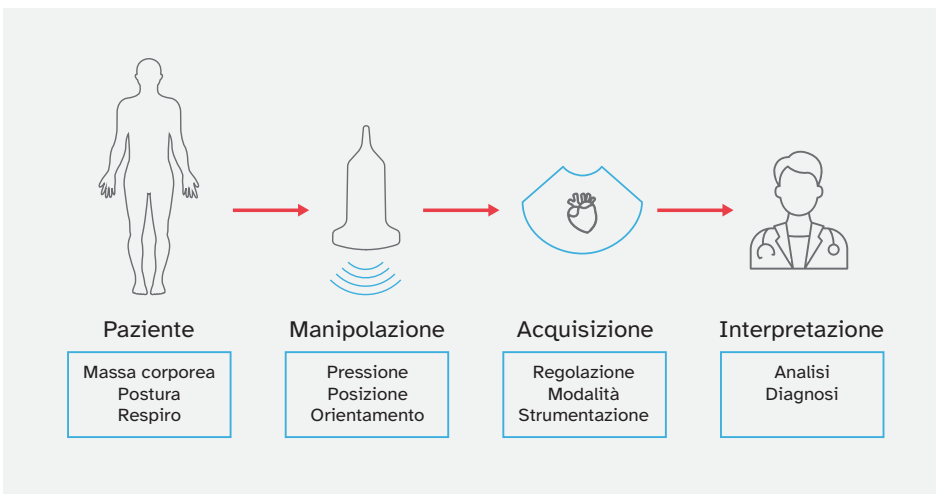 Paziente
Massa corporea
Postura
Respiro
Manipolazione
Pressione
Posizione
Orientamento
Acquisizione
Regolazione
Modalità
Strumentazione
Interpretazione
Analisi
Diagnosi